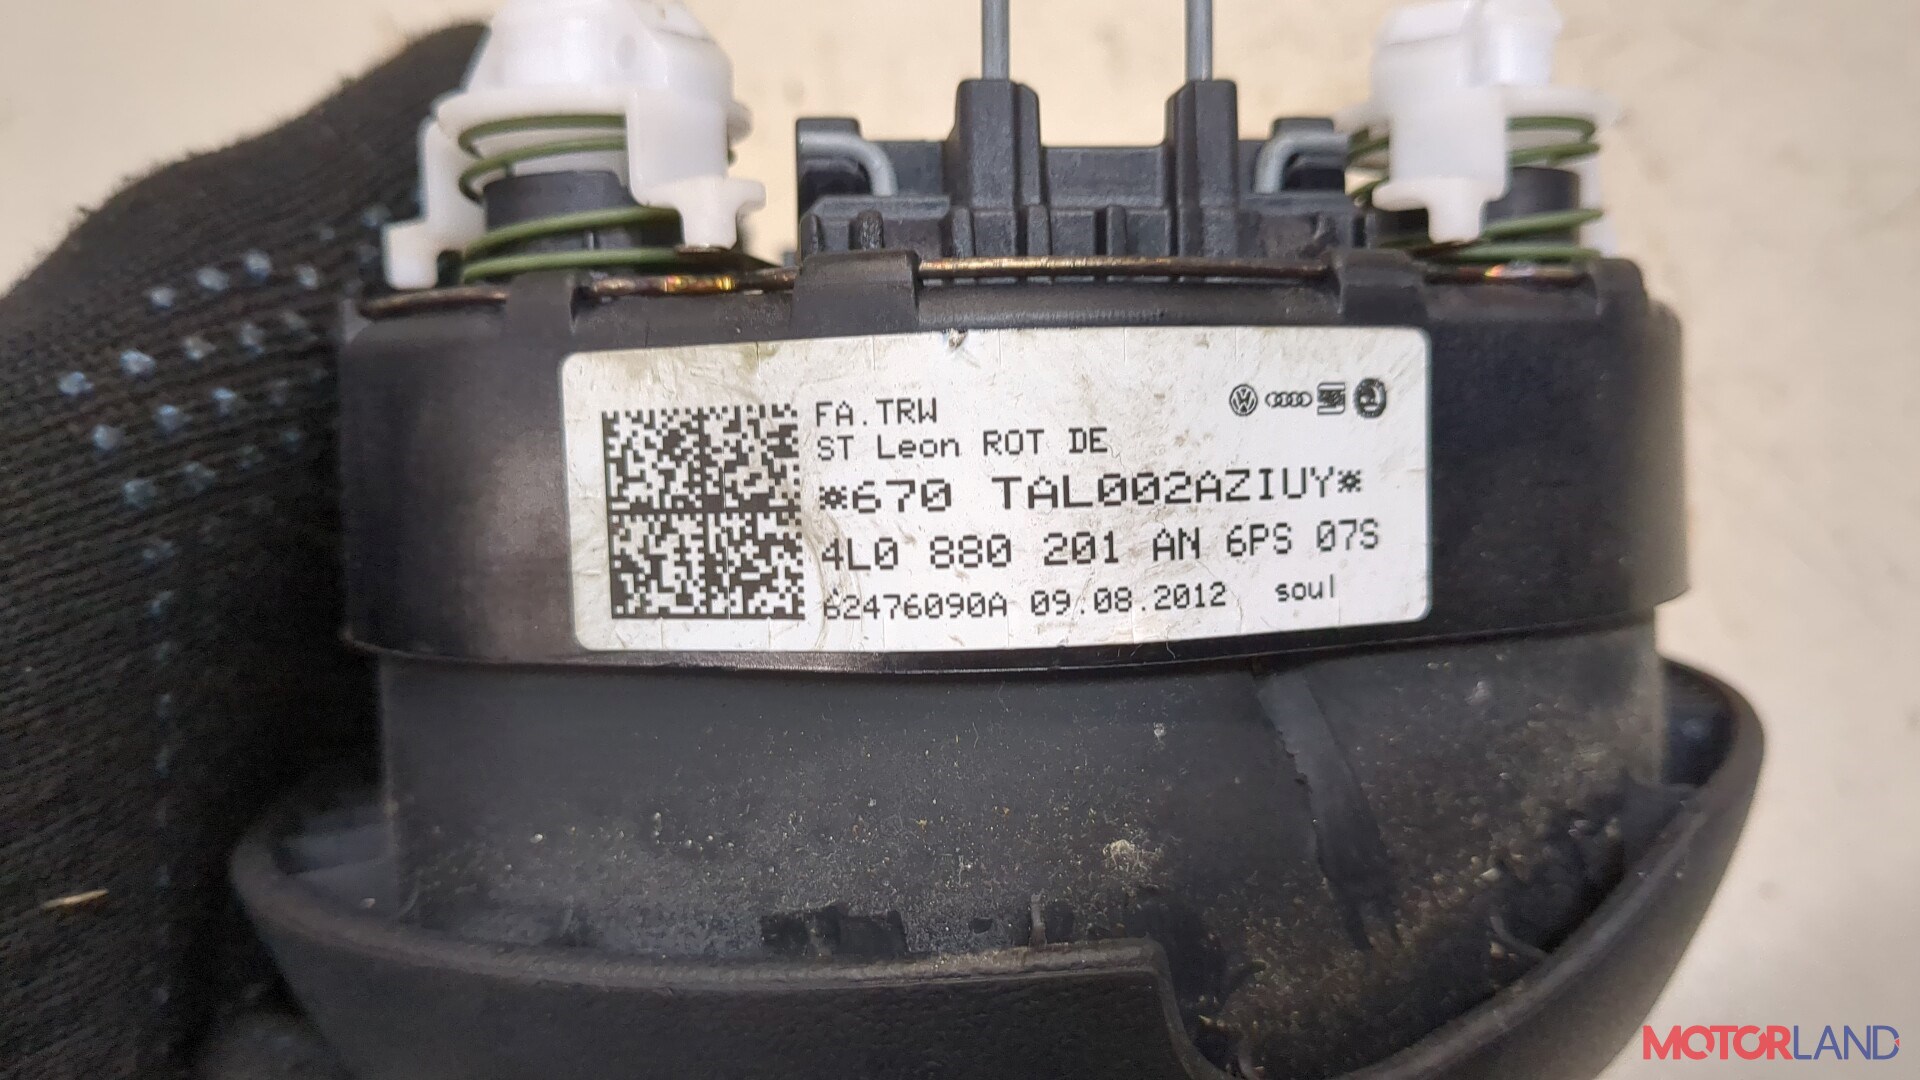 FA.TRW
ST Leon ROT DE
*670 TAL002AZIUY*
4L0 880 201 AN 6PS 07S
62476090A 09.08.2012 soul
MOTORLAND